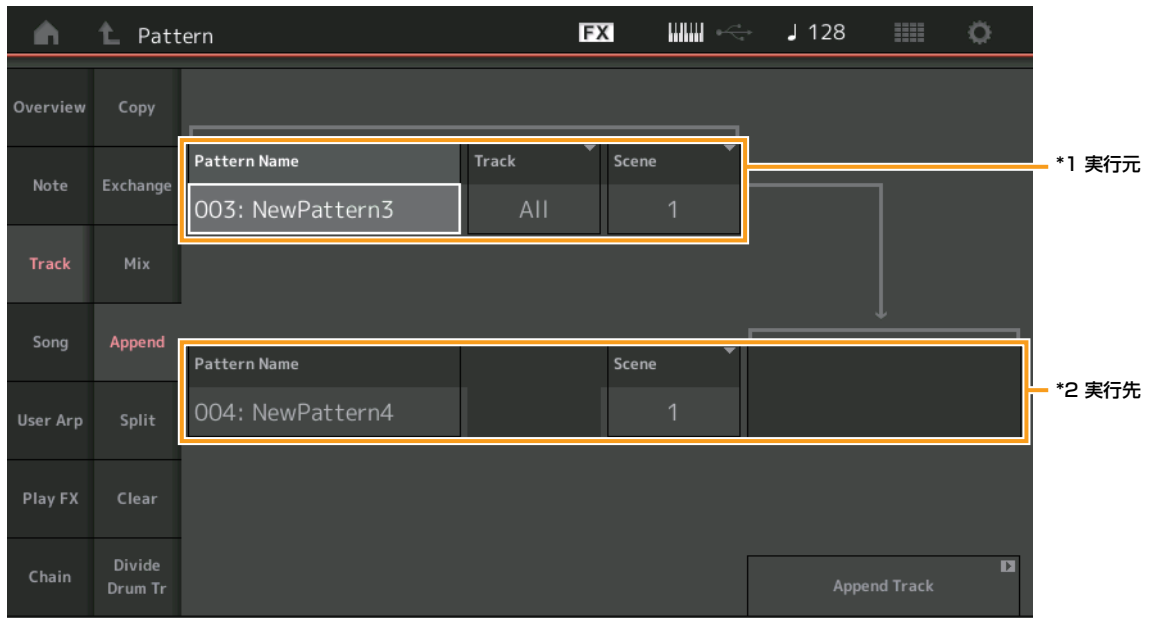 Pattern
FX
♩ 128
Overview
Copy
Note
Exchange
Track
Mix
Song
Append
User Arp
Split
Play FX
Clear
Chain
Divide
Drum Tr
Pattern Name
Track
Scene
003: NewPattern3
All
1
*1 実行元
Pattern Name
Scene
004: NewPattern4
1
*2 実行先
Append Track